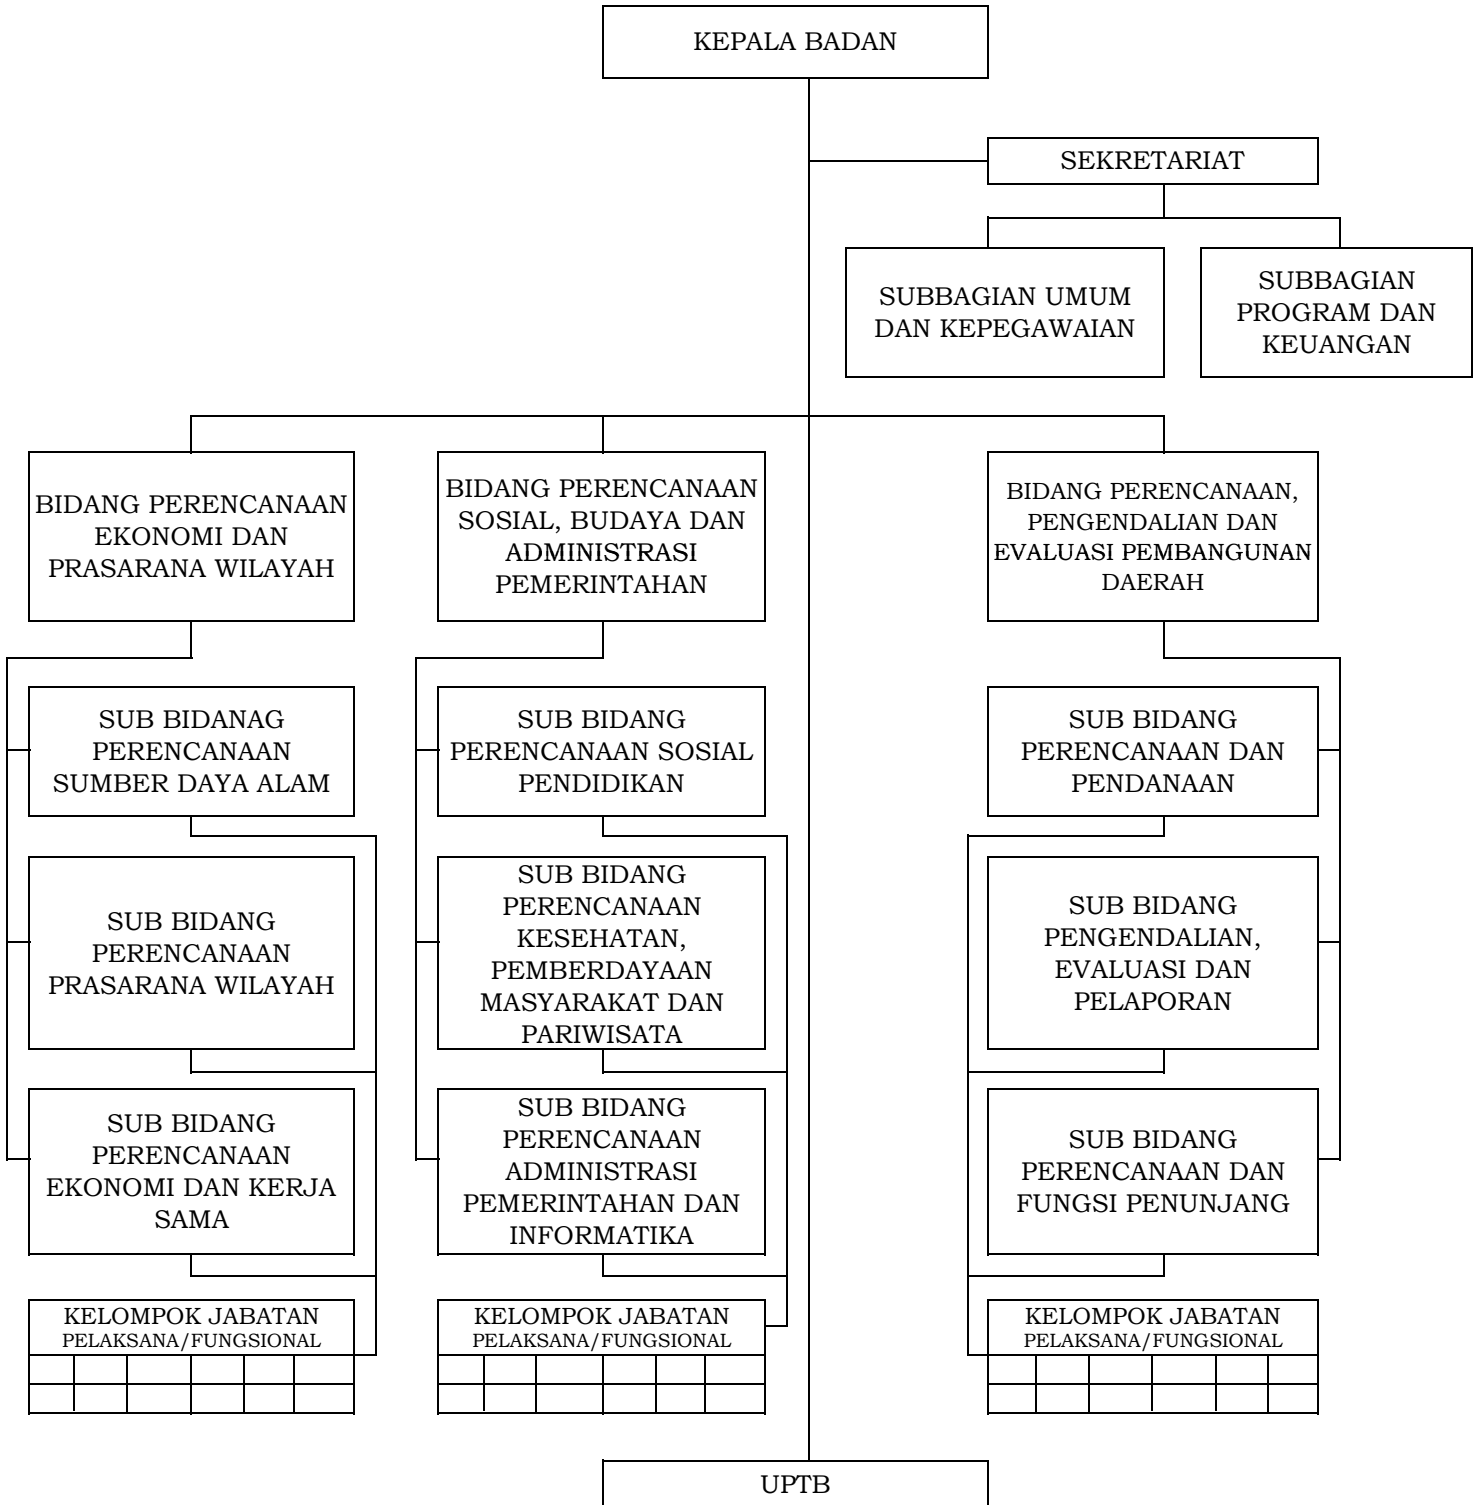 KEPALA BADAN
SEKRETARIAT
SUBBAGIAN UMUM
DAN KEPEGAWAIAN
SUBBAGIAN
PROGRAM DAN
KEUANGAN
BIDANG PERENCANAAN
EKONOMI DAN
PRASARANA WILAYAH
BIDANG PERENCANAAN
SOSIAL, BUDAYA DAN
ADMINISTRASI
PEMERINTAHAN
BIDANG PERENCANAAN,
PENGENDALIAN DAN
EVALUASI PEMBANGUNAN
DAERAH
SUB BIDANAG
PERENCANAAN
SUMBER DAYA ALAM
SUB BIDANG
PERENCANAAN SOSIAL
PENDIDIKAN
SUB BIDANG
PERENCANAAN DAN
PENDANAAN
SUB BIDANG
PERENCANAAN
PRASARANA WILAYAH
SUB BIDANG
PERENCANAAN
KESEHATAN,
PEMBERDAYAAN
MASYARAKAT DAN
PARIWISATA
SUB BIDANG
PENGENDALIAN,
EVALUASI DAN
PELAPORAN
SUB BIDANG
PERENCANAAN
EKONOMI DAN KERJA
SAMA
SUB BIDANG
PERENCANAAN
ADMINISTRASI
PEMERINTAHAN DAN
INFORMATIKA
SUB BIDANG
PERENCANAAN DAN
FUNGSI PENUNJANG
KELOMPOK JABATAN
PELAKSANA/FUNGSIONAL
KELOMPOK JABATAN
PELAKSANA/FUNGSIONAL
KELOMPOK JABATAN
PELAKSANA/FUNGSIONAL
UPTB